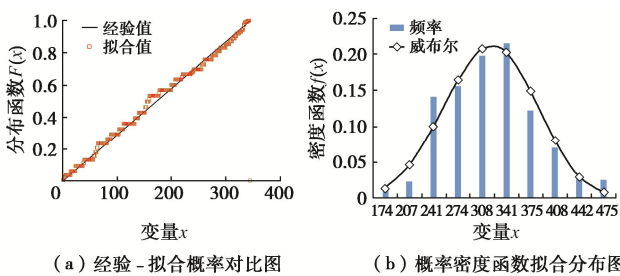 1.0
0.8
0.6
0.4
0.2
0
100
200
300
400
分布函数F(x)
经验值
拟合值
变量x
(a)经验-拟合概率对比图
0.25
0.20
0.15
0.10
0.05
0
174 207 241 274 308 341 375 408 442 475
密度函数f(x)
频率
威布尔
变量x
(b)概率密度函数拟合分布图